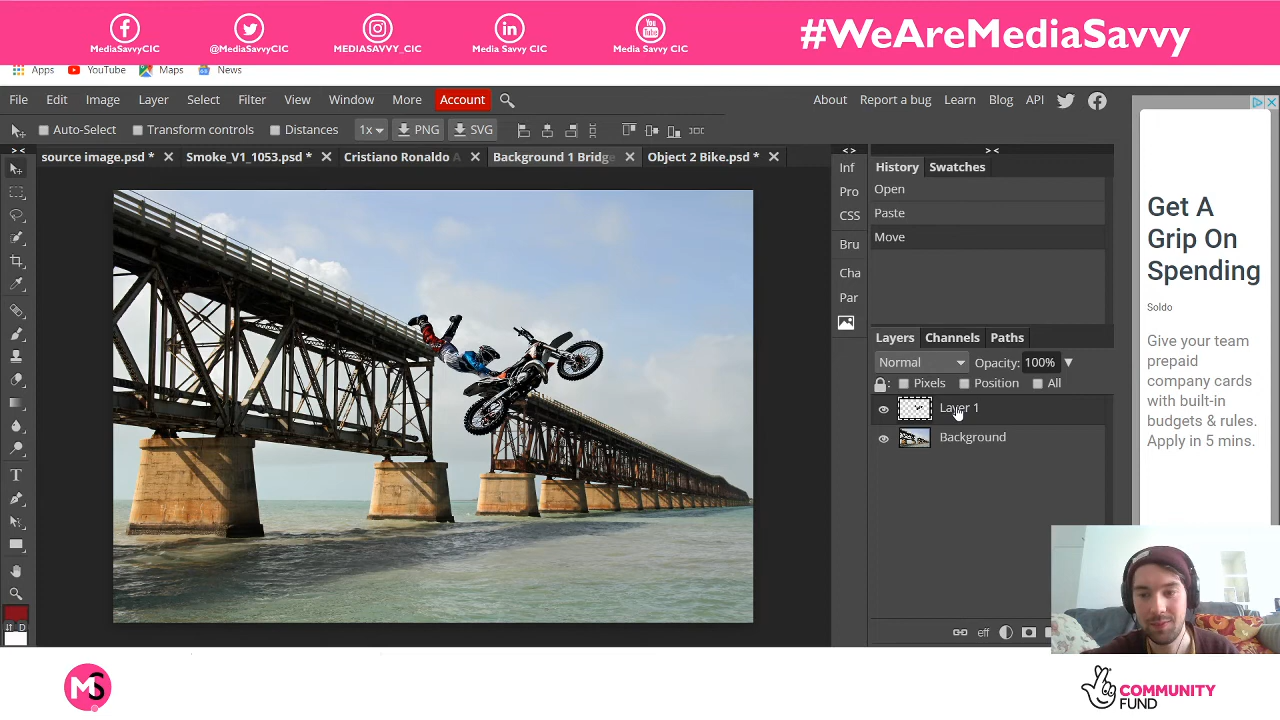 MediaSavvyCIC
@MediaSavvyCIC
MEDIASAVVY_CIC
Media Savvy CIC
You Tube
Media Savvy CIC
#WeAreMediaSavvy
Apps YouTube Maps News
File Edit Image Layer Select Filter View Window More Account
About Report a bug Learn Blog API
Auto-Select Transform controls Distances 1x PNG SVG
source image.psd * Smoke_V1_1053.psd * Cristiano Ronaldo Background 1 Bridge Object 2 Bike.psd *
Inf
Pro
CSS
Bru
Cha
Par
History Swatches
Open
Paste
Move
Layers Channels Paths
Normal Opacity: 100%
Pixels Position All
Layer 1
Background
eff
D
Get A
Grip On
Spending
Soldo
Give your team
prepaid
company cards
with built-in
budgets & rules.
Apply in 5 mins.
MS
COMMUNITY
FUND